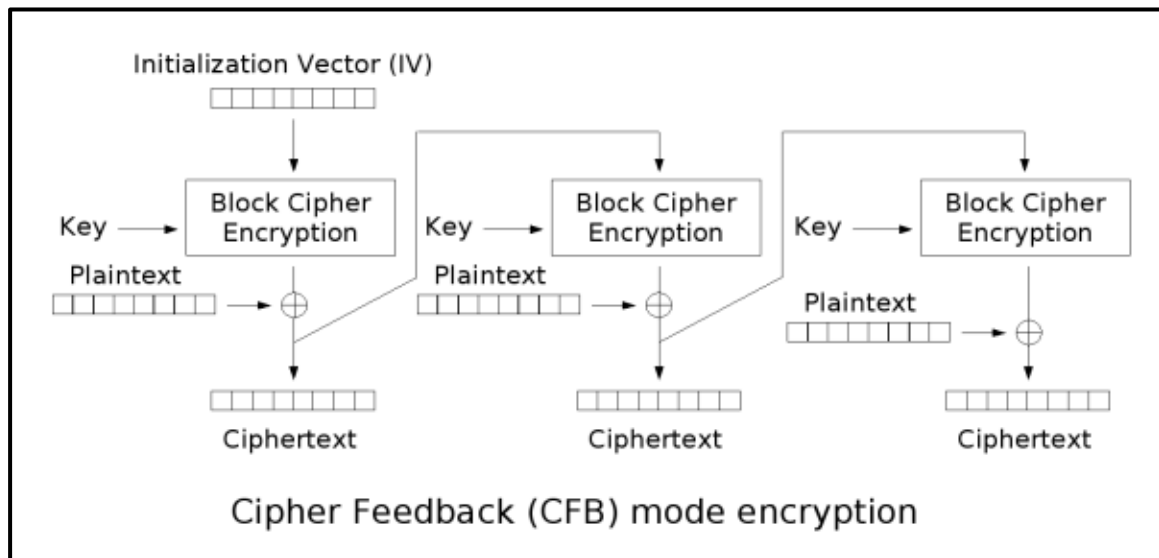 Initialization Vector (IV)
Block Cipher
Encryption
Key
Plaintext
Ciphertext
Block Cipher
Encryption
Key
Plaintext
Ciphertext
Block Cipher
Encryption
Key
Plaintext
Ciphertext
Cipher Feedback (CFB) mode encryption